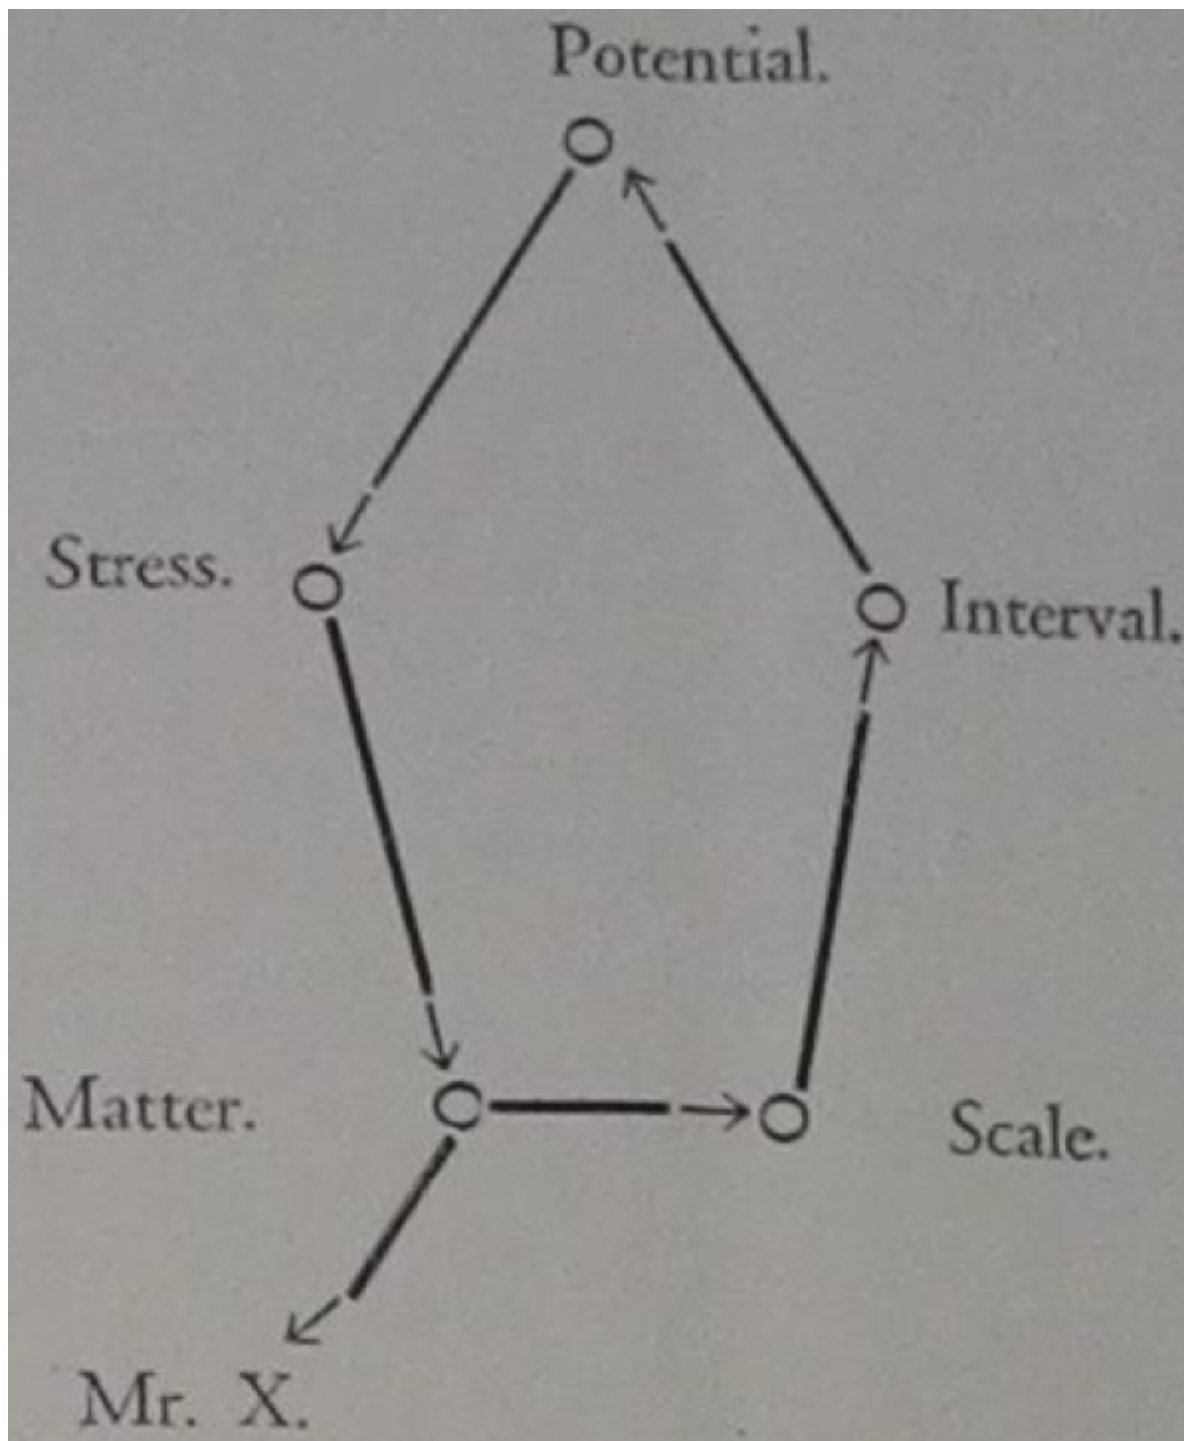 Potential.
Stress.
Interval.
Matter.
Scale.
Mr. X.